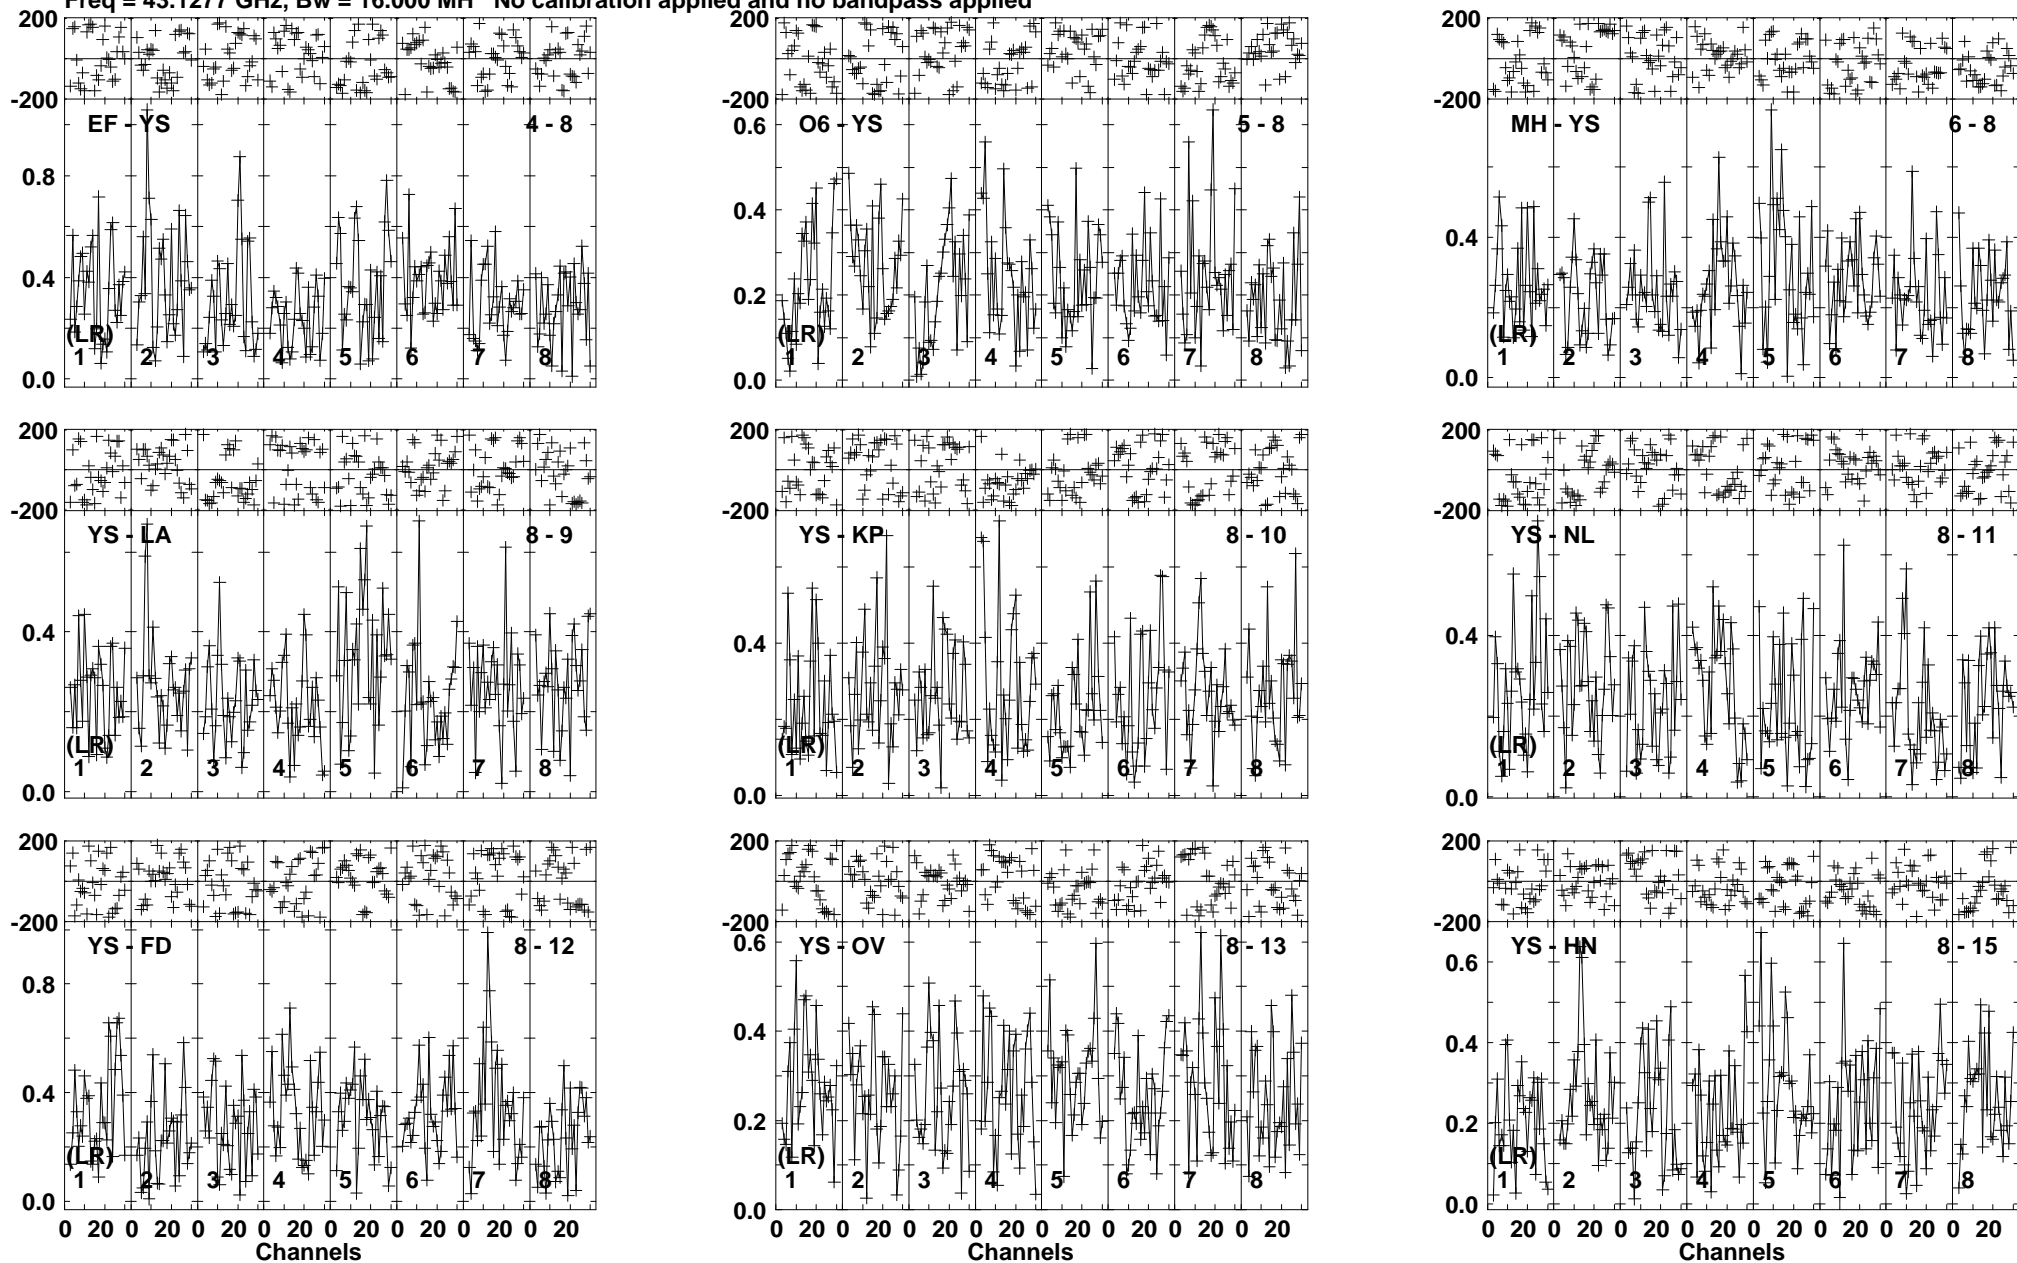 Freq = 43.1277 GHz, Bw = 16.000 MH No calibration applied and no bandpass applied
200 200 200
-200 -200 -200
EF - YS 4 - 8 O6 - YS 5 - 8 MH - YS 6 - 8
0.8 0.6
0.4 0.4 0.4
0.2
(LR) (LR) (LR)
1 2 3 4 5 6 7 8 1 2 3 4 5 6 7 8 1 2 3 4 5 6 7 8
0.0 0.0 0.0
200 200 200
-200 -200 -200
YS - LA 8 - 9 YS - KP 8 - 10 YS - NL 8 - 11
0.4 0.4 0.4
(LR) (LR) (LR)
1 2 3 4 5 6 7 8 1 2 3 4 5 6 7 8 1 2 3 4 5 6 7 8
0.0 0.0 0.0
200 200 200
-200 -200 -200
YS - FD 8 - 12 YS - OV 8 - 13 YS - HN 8 - 15
0.8 0.6 0.6
0.4 0.4 0.4
0.2 0.2
(LR) (LR) (LR)
1 2 3 4 5 6 7 8 1 2 3 4 5 6 7 8 1 2 3 4 5 6 7 8
0.0 0.0 0.0
0 20 0 20 0 20 0 20 0 20 0 20 0 20 0 20 0 20 0 20 0 20 0 20 0 20 0 20 0 20 0 20 0 20 0 20 0 20 0 20 0 20 0 20 0 20 0 20
Channels Channels Channels